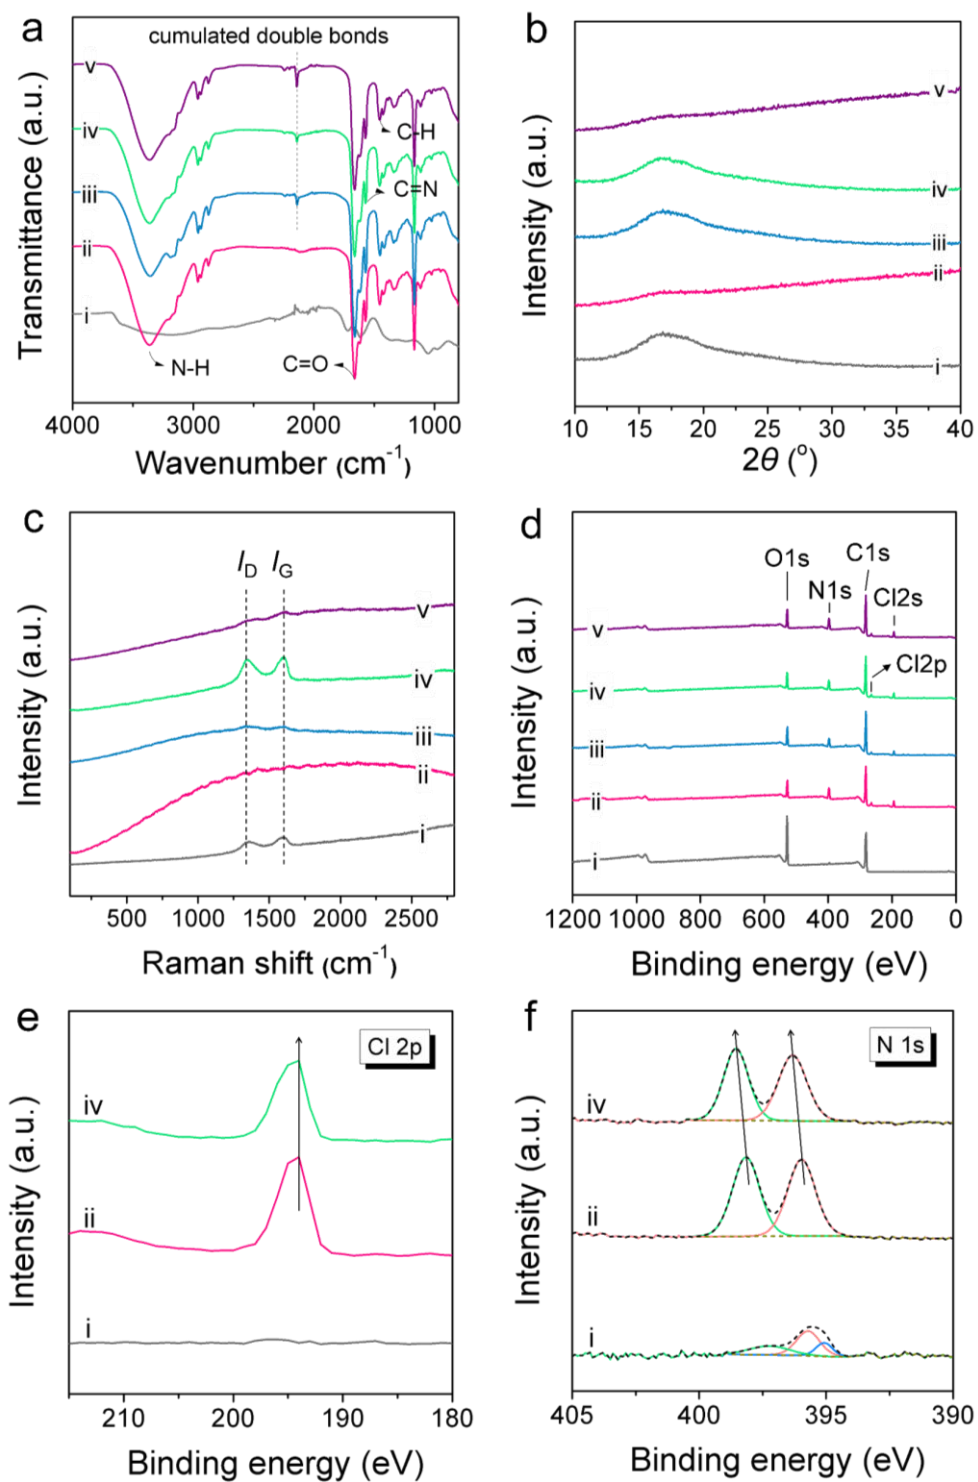 a
cumulated double bonds
v
iv
iii
ii
i
C-H
C=N
N-H
C=O
Transmittance (a.u.)
4000 3000 2000 1000
Wavenumber (cm⁻¹)
b
v
iv
iii
ii
i
Intensity (a.u.)
10 15 20 25 30 35 40
2θ (°)
c
I_D I_G
v
iv
iii
ii
i
Intensity (a.u.)
500 1000 1500 2000 2500
Raman shift (cm⁻¹)
d
O1s
N1s
C1s
Cl2s
Cl2p
v
iv
iii
ii
i
Intensity (a.u.)
1200 1000 800 600 400 200 0
Binding energy (eV)
e
Cl 2p
iv
ii
i
Intensity (a.u.)
210 200 190 180
Binding energy (eV)
f
N 1s
iv
ii
i
Intensity (a.u.)
405 400 395 390
Binding energy (eV)